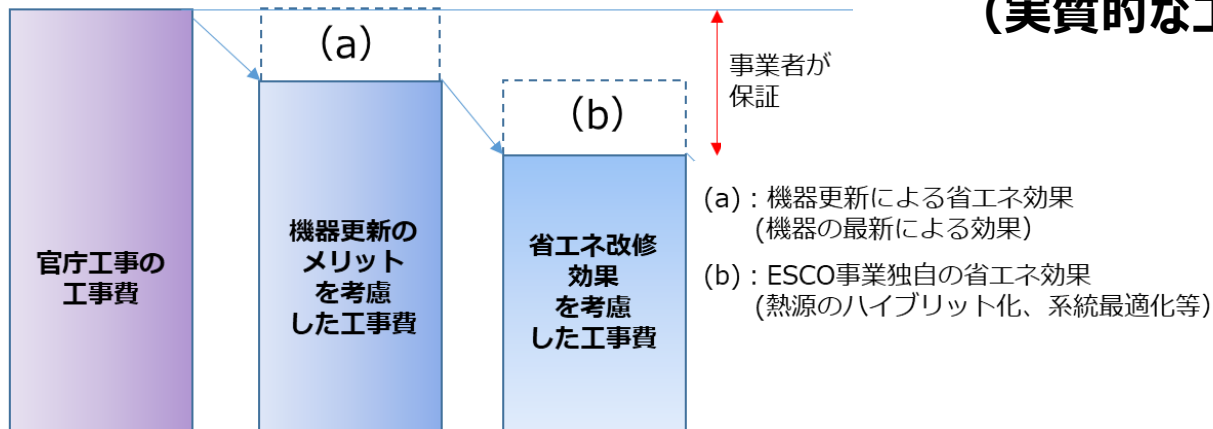 (実質的な
(a)
事業者が
保証
(b)
(a)：機器更新による省エネ効果
(機器の最新による効果)
(b)：ESCO事業独自の省エネ効果
(熱源のハイブリット化、系統最適化等)
官庁工事の
工事費
機器更新の
メリット
を考慮
した工事費
省エネ改修
効果
を考慮
した工事費